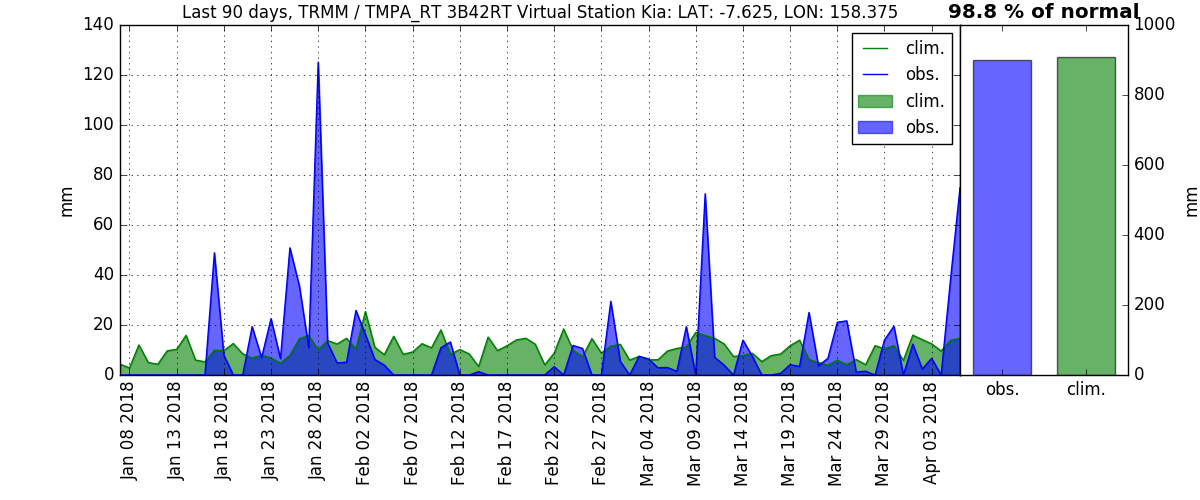 Last 90 days, TRMM / TMPA_RT 3B42RT Virtual Station Kia: LAT: -7.625, LON: 158.375
98.8 % of normal
140
120
100
80
60
40
20
0
mm
clim.
obs.
clim.
obs.
Jan 08 2018
Jan 13 2018
Jan 18 2018
Jan 23 2018
Jan 28 2018
Feb 02 2018
Feb 07 2018
Feb 12 2018
Feb 17 2018
Feb 22 2018
Feb 27 2018
Mar 04 2018
Mar 09 2018
Mar 14 2018
Mar 19 2018
Mar 24 2018
Mar 29 2018
Apr 03 2018
1000
800
600
400
200
0
mm
obs.
clim.